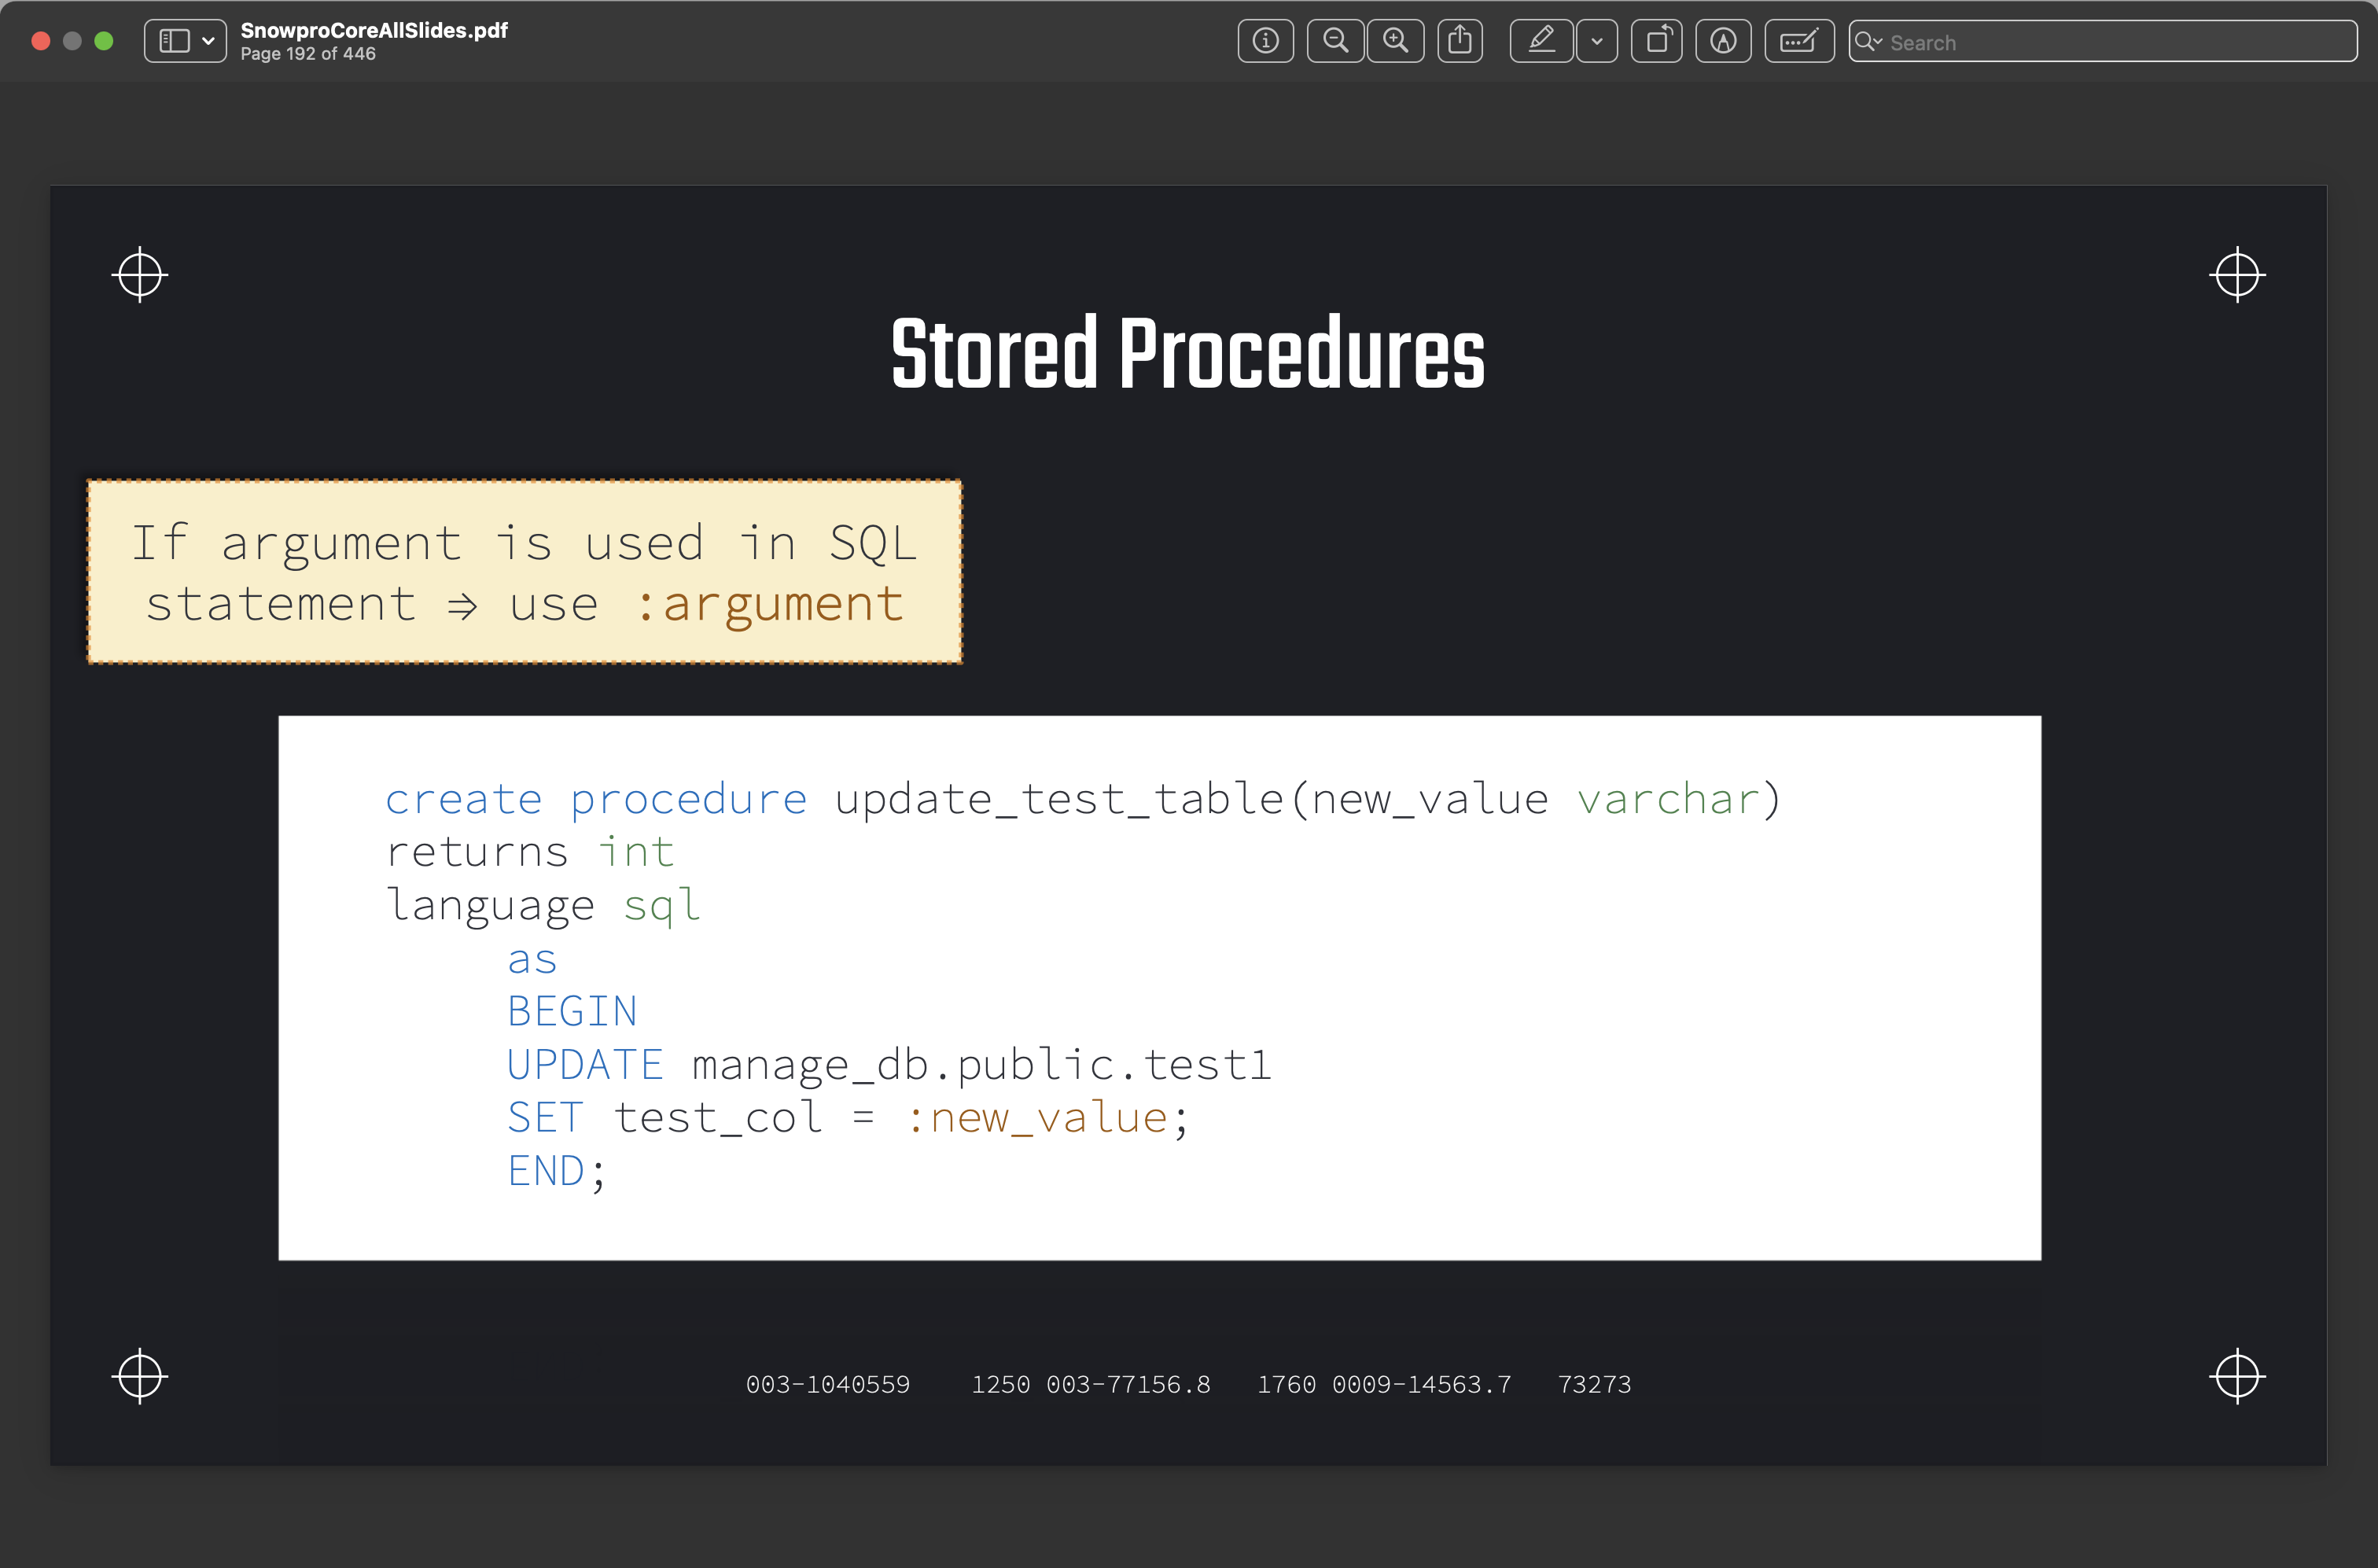 SnowproCoreAllSlides.pdf
Page 192 of 446
Search
Stored Procedures
If argument is used in SQL
statement ⇒ use :argument
create procedure update_test_table(new_value varchar)
returns int
language sql
as
BEGIN
UPDATE manage_db.public.test1
SET test_col = :new_value;
END;
003-1040559 1250 003-77156.8 1760 0009-14563.7 73273